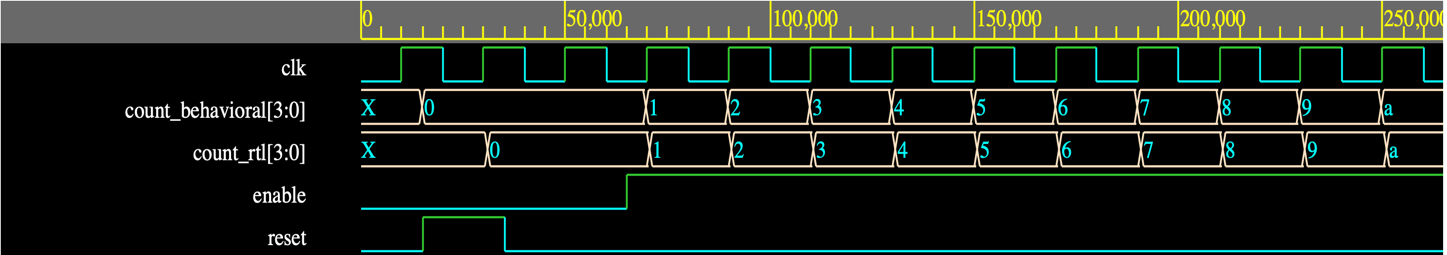 0 50,000 100,000 150,000 200,000 250,000
clk
count_behavioral[3:0] X 0 1 2 3 4 5 6 7 8 9 a
count_rtl[3:0] X 0 1 2 3 4 5 6 7 8 9 a
enable
reset